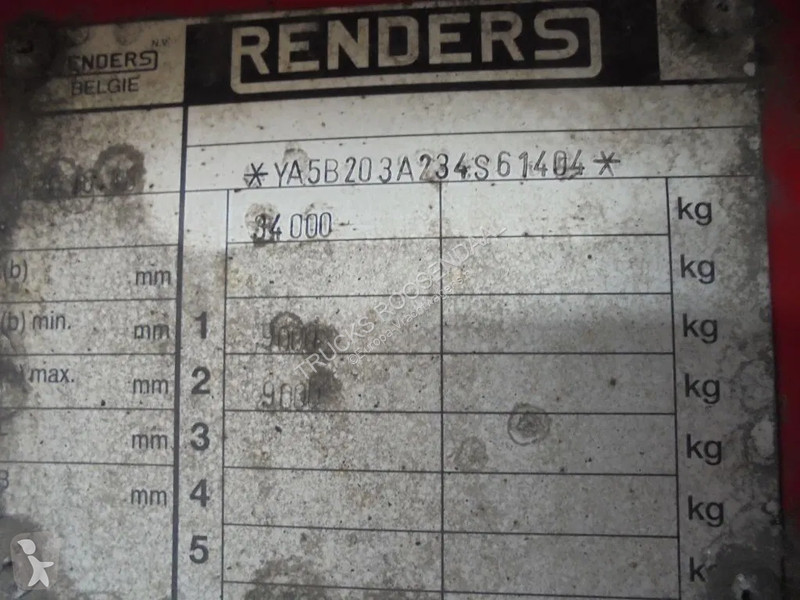 N.V.
RENDERS
BELGIE
RENDERS
*YA5B203A234S61404*
34000 kg
(b) mm kg
(b) min. mm 1 9000 kg
max. mm 2 9000 kg
mm 3 kg
mm 4 kg
5
TRUCKS ROOSENDAAL